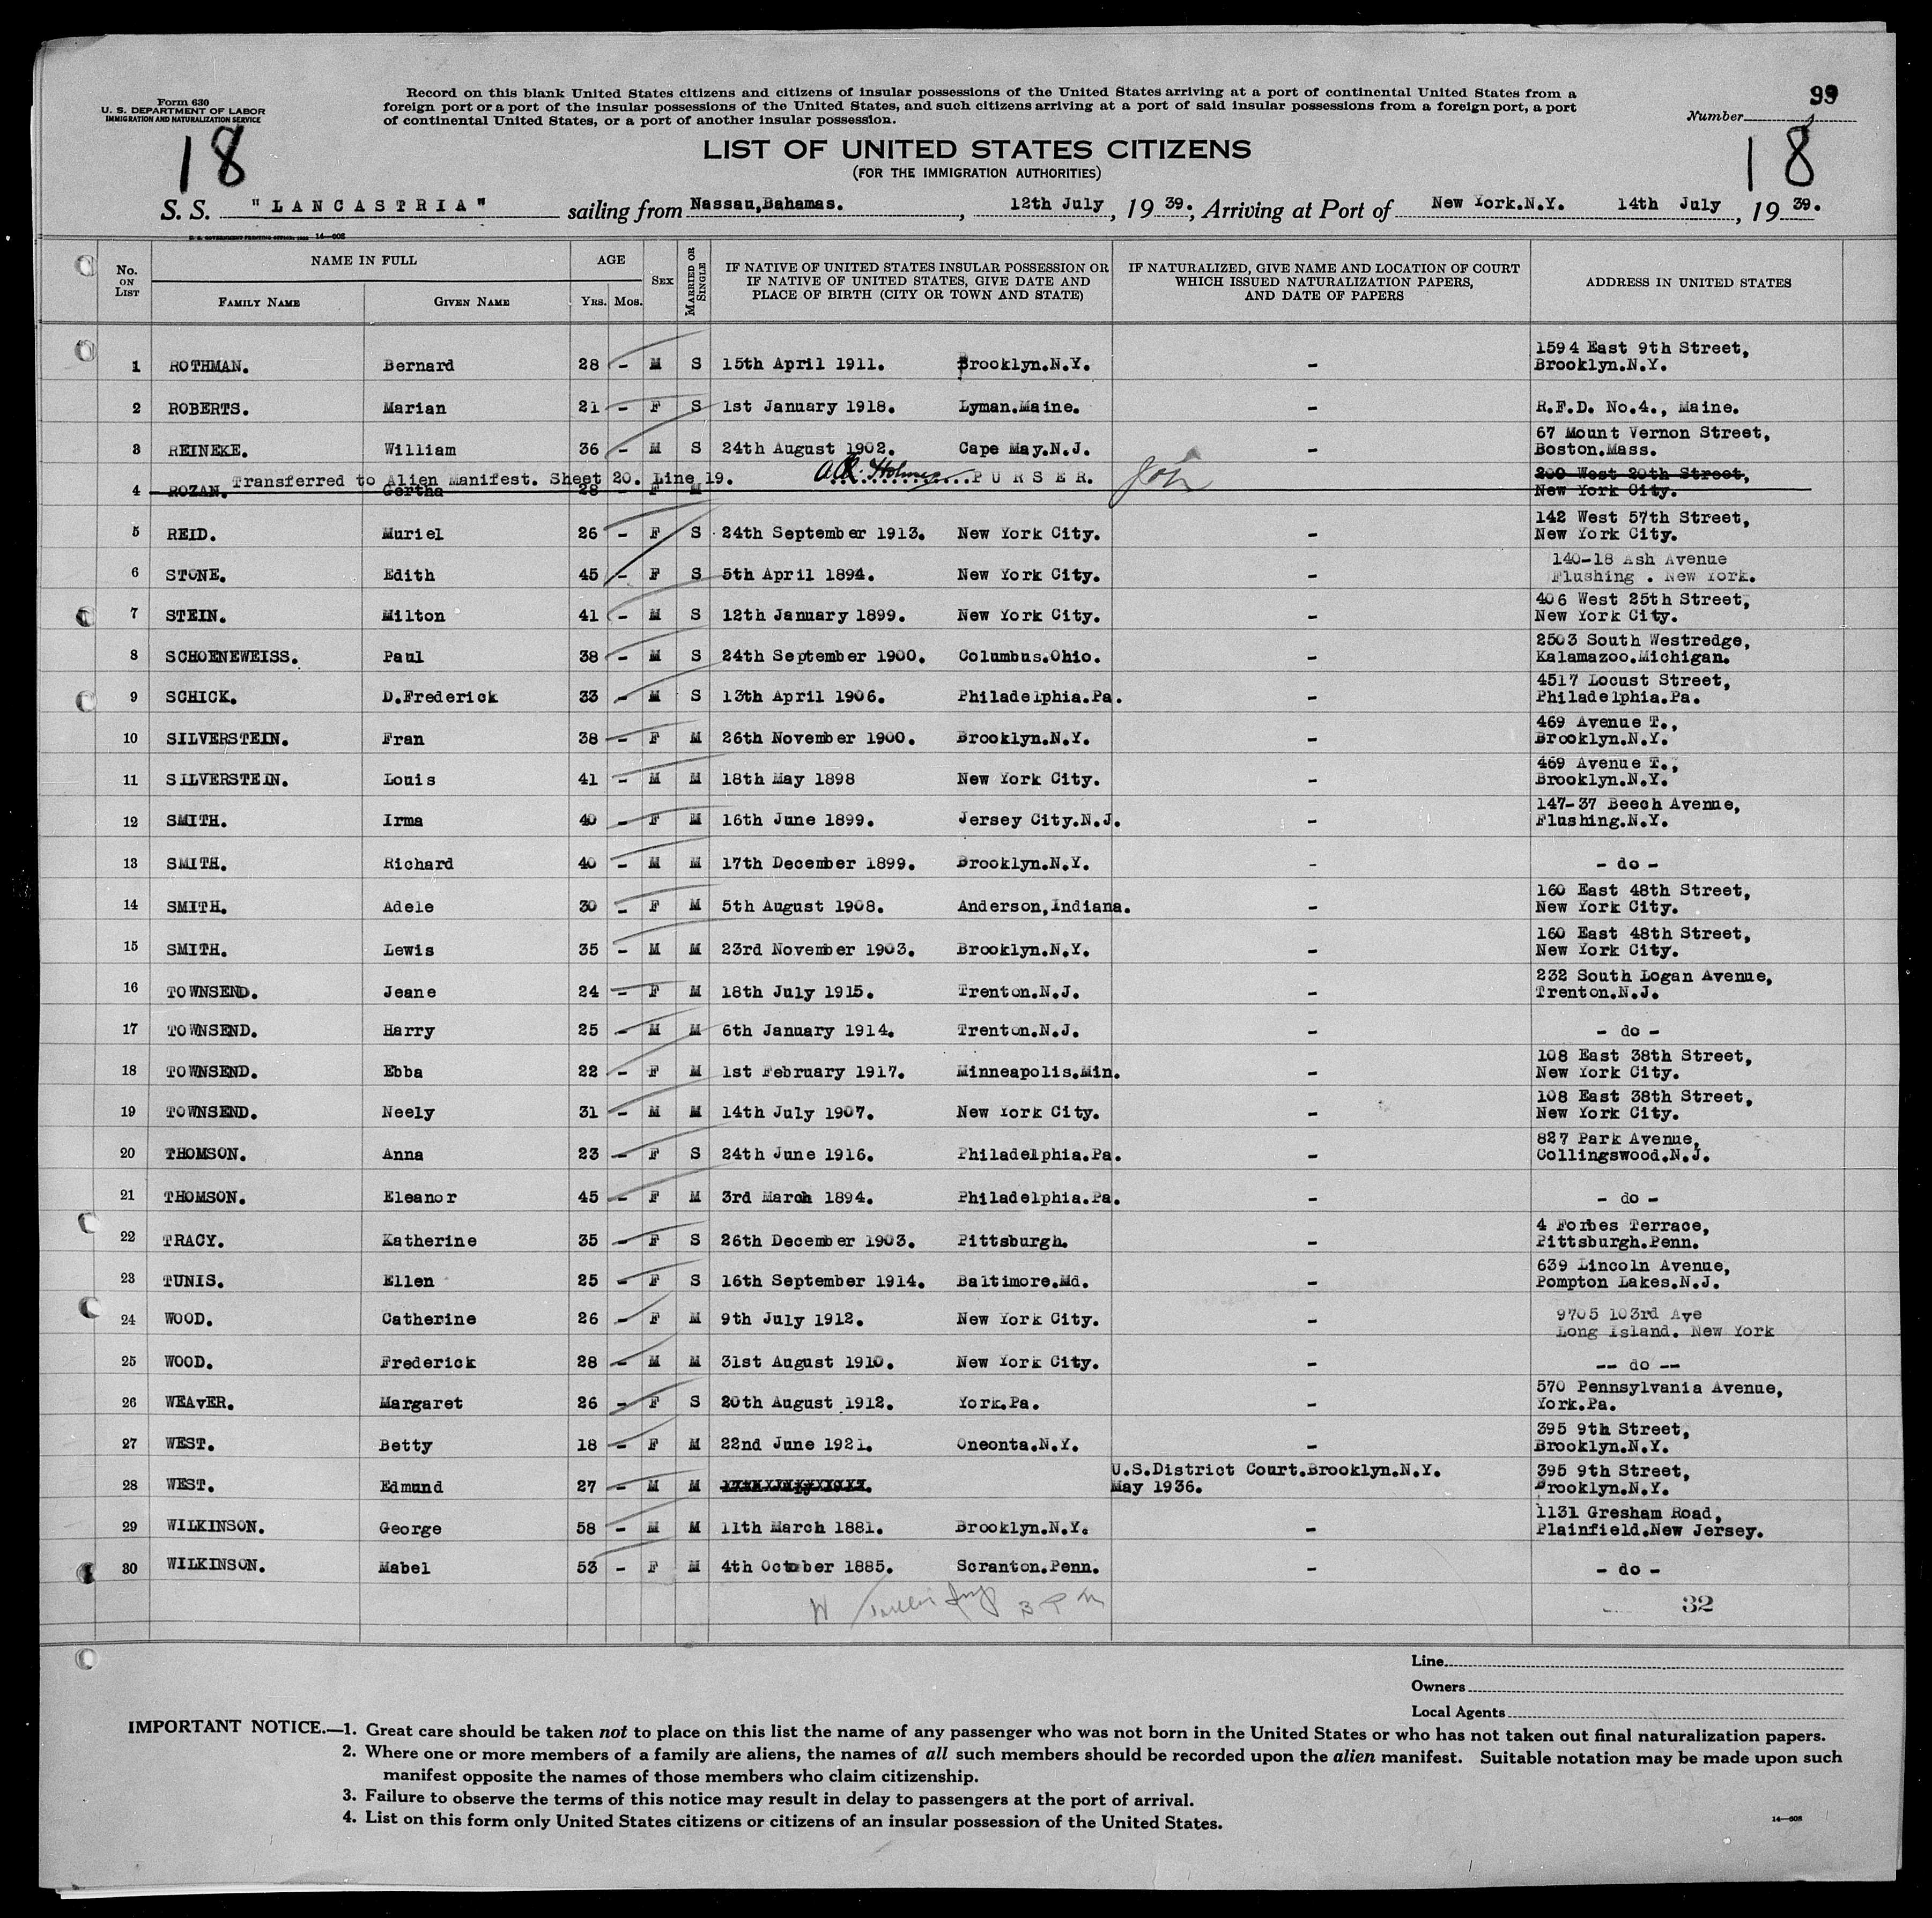 Form 630
U. S. DEPARTMENT OF LABOR
IMMIGRATION AND NATURALIZATION SERVICE
Record on this blank United States citizens and citizens of insular possessions of the United States arriving at a port of continental United States from a
foreign port or a port of the insular possessions of the United States, and such citizens arriving at a port of said insular possessions from a foreign port, a port
of continental United States, or a port of another insular possession.
Number 99
18
18
LIST OF UNITED STATES CITIZENS
(FOR THE IMMIGRATION AUTHORITIES)
S. S. "LANCASTRIA" sailing from Nassau,Bahamas. , 12th July , 19 39. , Arriving at Port of New York.N.Y. 14th July , 19 39.
No. ON LIST NAME IN FULL FAMILY NAME GIVEN NAME AGE YRS. MOS. SEX MARRIED OR SINGLE
IF NATIVE OF UNITED STATES INSULAR POSSESSION OR
IF NATIVE OF UNITED STATES, GIVE DATE AND
PLACE OF BIRTH (CITY OR TOWN AND STATE)
IF NATURALIZED, GIVE NAME AND LOCATION OF COURT
WHICH ISSUED NATURALIZATION PAPERS,
AND DATE OF PAPERS
ADDRESS IN UNITED STATES
1 ROTHMAN. Bernard 28 - M S 15th April 1911. Brooklyn.N.Y. - 1594 East 9th Street,
Brooklyn.N.Y.
2 ROBERTS. Marian 21 - F S 1st January 1918. Lyman.Maine. - R.F.D. No.4., Maine.
3 REINEKE. William 36 - M S 24th August 1902. Cape May.N.J. - 67 Mount Vernon Street,
Boston.Mass.
Transferred to Alien Manifest. Sheet 20. Line 19. A.R. Holmes PURSER.
4 ROZAN. Gertha 28 F M 200 West 20th Street,
New York City.
5 REID. Muriel 26 - F S 24th September 1913. New York City. - 142 West 57th Street,
New York City.
6 STONE. Edith 45 - F S 5th April 1894. New York City. - 140-18 Ash Avenue
Flushing . New York.
7 STEIN. Milton 41 - M S 12th January 1899. New York City. - 406 West 25th Street,
New York City.
8 SCHOENEWEISS. Paul 38 - M S 24th September 1900. Columbus.Ohio. - 2503 South Westredge,
Kalamazoo.Michigan.
9 SCHICK. D.Frederick 33 - M S 13th April 1906. Philadelphia.Pa. - 4517 Locust Street,
Philadelphia.Pa.
10 SILVERSTEIN. Fran 38 - F M 26th November 1900. Brooklyn.N.Y. - 469 Avenue T.,
Brooklyn.N.Y.
11 SILVERSTEIN. Louis 41 - M M 18th May 1898 New York City. - 469 Avenue T.,
Brooklyn.N.Y.
12 SMITH. Irma 40 - F M 16th June 1899. Jersey City.N.J. - 147-37 Beech Avenue,
Flushing.N.Y.
13 SMITH. Richard 40 - M M 17th December 1899. Brooklyn.N.Y. - - do -
14 SMITH. Adele 30 - F M 5th August 1908. Anderson,Indiana. - 160 East 48th Street,
New York City.
15 SMITH. Lewis 35 - M M 23rd November 1903. Brooklyn.N.Y. - 160 East 48th Street,
New York City.
16 TOWNSEND. Jeane 24 - F M 18th July 1915. Trenton.N.J. - 232 South Logan Avenue,
Trenton.N.J.
17 TOWNSEND. Harry 25 - M M 6th January 1914. Trenton.N.J. - - do -
18 TOWNSEND. Ebba 22 - F M 1st February 1917. Minneapolis.Min. - 108 East 38th Street,
New York City.
19 TOWNSEND. Neely 31 - M M 14th July 1907. New York City. - 108 East 38th Street,
New York City.
20 THOMSON. Anna 23 - F S 24th June 1916. Philadelphia.Pa. - 827 Park Avenue,
Collingswood.N.J.
21 THOMSON. Eleanor 45 - F M 3rd March 1894. Philadelphia.Pa. - - do -
22 TRACY. Katherine 35 - F S 26th December 1903. Pittsburgh. - 4 Forbes Terrace,
Pittsburgh.Penn.
23 TUNIS. Ellen 25 - F S 16th September 1914. Baltimore.Md. - 639 Lincoln Avenue,
Pompton Lakes.N.J.
24 WOOD. Catherine 26 - F M 9th July 1912. New York City. - 9705 103rd Ave
Long Island. New York
25 WOOD. Frederick 28 - M M 31st August 1910. New York City. - -- do --
26 WEAvER. Margaret 26 - F S 20th August 1912. York.Pa. - 570 Pennsylvania Avenue,
York.Pa.
27 WEST. Betty 18 - F M 22nd June 1921. Oneonta.N.Y. - 395 9th Street,
Brooklyn.N.Y.
28 WEST. Edmund 27 - M M U.S.District Court.Brooklyn.N.Y. 395 9th Street,
May 1936. Brooklyn.N.Y.
29 WILKINSON. George 58 - M M 11th March 1881. Brooklyn.N.Y. - 1131 Gresham Road,
Plainfield.New Jersey.
30 WILKINSON. Mabel 53 - F M 4th October 1885. Scranton.Penn. - - do -
32
Line
Owners
Local Agents
IMPORTANT NOTICE.—1. Great care should be taken not to place on this list the name of any passenger who was not born in the United States or who has not taken out final naturalization papers.
2. Where one or more members of a family are aliens, the names of all such members should be recorded upon the alien manifest. Suitable notation may be made upon such
manifest opposite the names of those members who claim citizenship.
3. Failure to observe the terms of this notice may result in delay to passengers at the port of arrival.
4. List on this form only United States citizens or citizens of an insular possession of the United States.
14—608